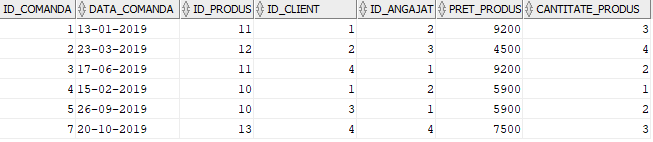 ID_COMANDA DATA_COMANDA ID_PRODUS ID_CLIENT ID_ANGAJAT PRET_PRODUS CANTITATE_PRODUS
1 13-01-2019 11 1 2 9200 3
2 23-03-2019 12 2 3 4500 4
3 17-06-2019 11 4 1 9200 2
4 15-02-2019 10 1 2 5900 1
5 26-09-2019 10 3 1 5900 2
7 20-10-2019 13 4 4 7500 3